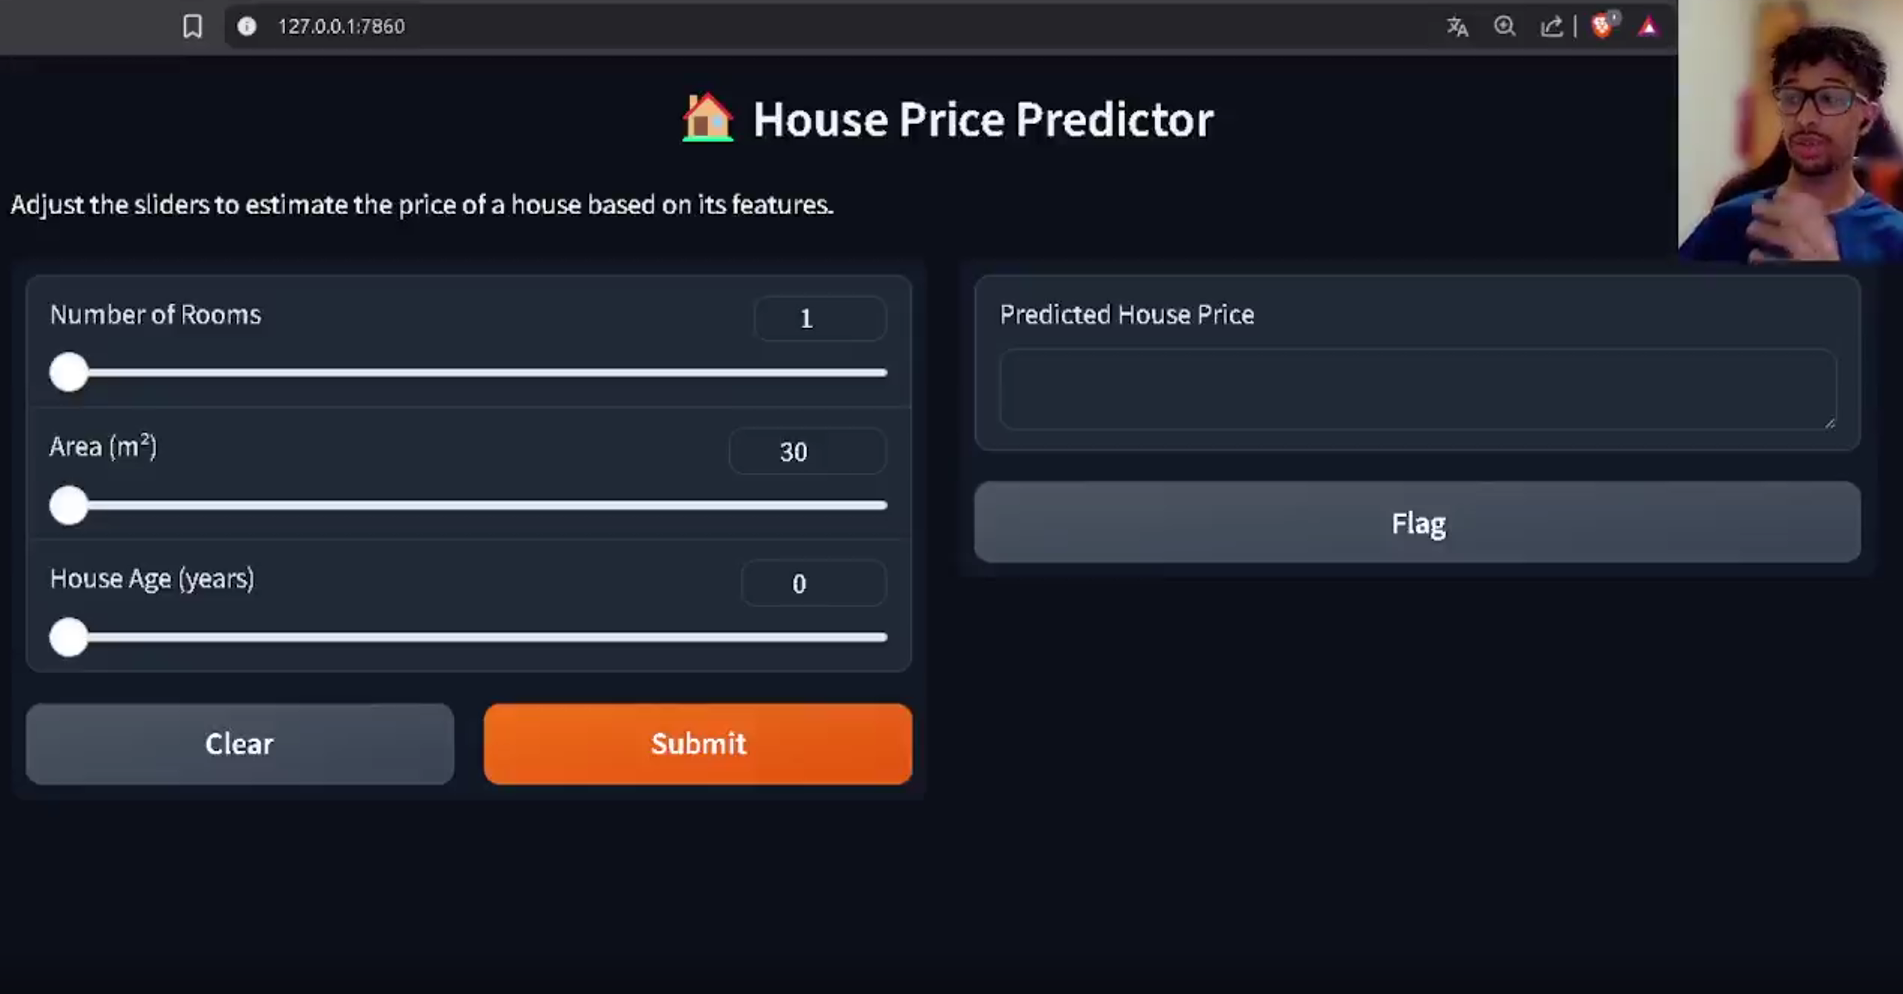 127.0.0.1:7860
House Price Predictor
Adjust the sliders to estimate the price of a house based on its features.
Number of Rooms
1
Area (m²)
30
House Age (years)
0
Clear
Submit
Predicted House Price
Flag